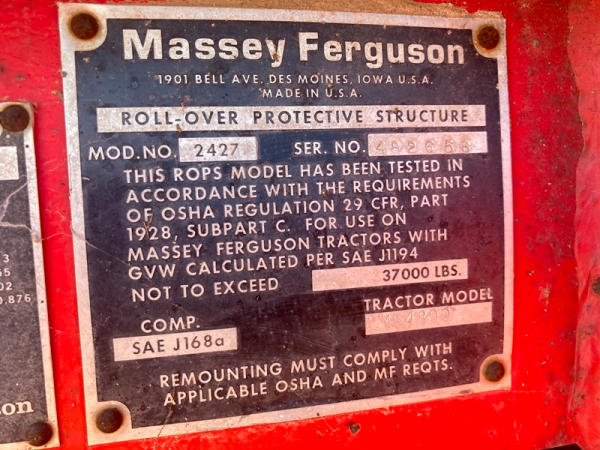 Massey Ferguson
1901 BELL AVE. DES MOINES, IOWA U.S.A.
MADE IN U.S.A.
ROLL-OVER PROTECTIVE STRUCTURE
MOD. NO. 2427 SER. NO.
THIS ROPS MODEL HAS BEEN TESTED IN
ACCORDANCE WITH THE REQUIREMENTS
OF OSHA REGULATION 29 CFR, PART
1928, SUBPART C. FOR USE ON
MASSEY FERGUSON TRACTORS WITH
GVW CALCULATED PER SAE J1194
NOT TO EXCEED 37000 LBS.
COMP. TRACTOR MODEL
SAE J168a
REMOUNTING MUST COMPLY WITH
APPLICABLE OSHA AND MF REQTS.